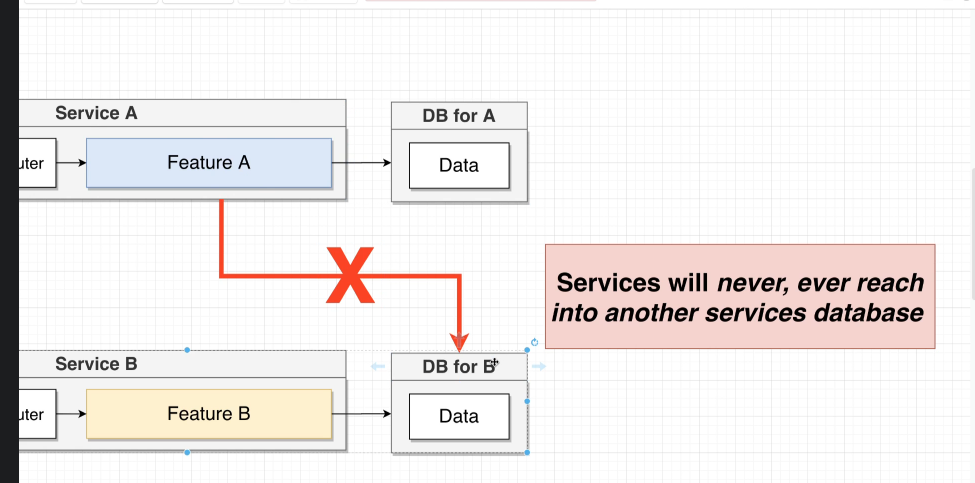 Service A
DB for A
uter
Feature A
Data
X
Services will never, ever reach
into another services database
Service B
DB for B
uter
Feature B
Data